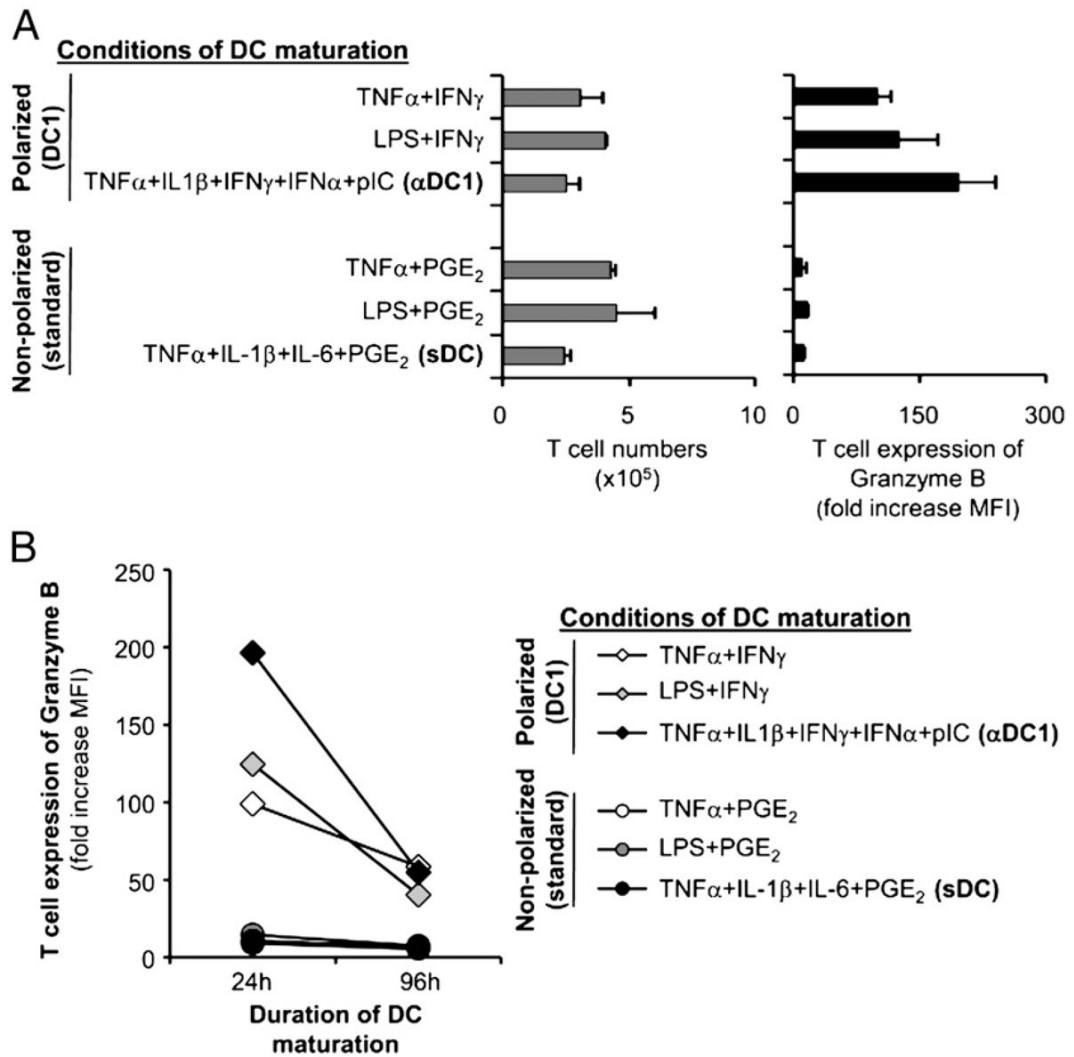 A
Conditions of DC maturation
Polarized
(DC1)
TNFα+IFNγ
LPS+IFNγ
TNFα+IL1β+IFNγ+IFNα+pIC (αDC1)
Non-polarized
(standard)
TNFα+PGE₂
LPS+PGE₂
TNFα+IL-1β+IL-6+PGE₂ (sDC)
0 5 10
T cell numbers
(x10⁵)
0 150 300
T cell expression of
Granzyme B
(fold increase MFI)
B
T cell expression of Granzyme B
(fold increase MFI)
250
200
150
100
50
0
24h 96h
Duration of DC
maturation
Conditions of DC maturation
Polarized
(DC1)
TNFα+IFNγ
LPS+IFNγ
TNFα+IL1β+IFNγ+IFNα+pIC (αDC1)
Non-polarized
(standard)
TNFα+PGE₂
LPS+PGE₂
TNFα+IL-1β+IL-6+PGE₂ (sDC)